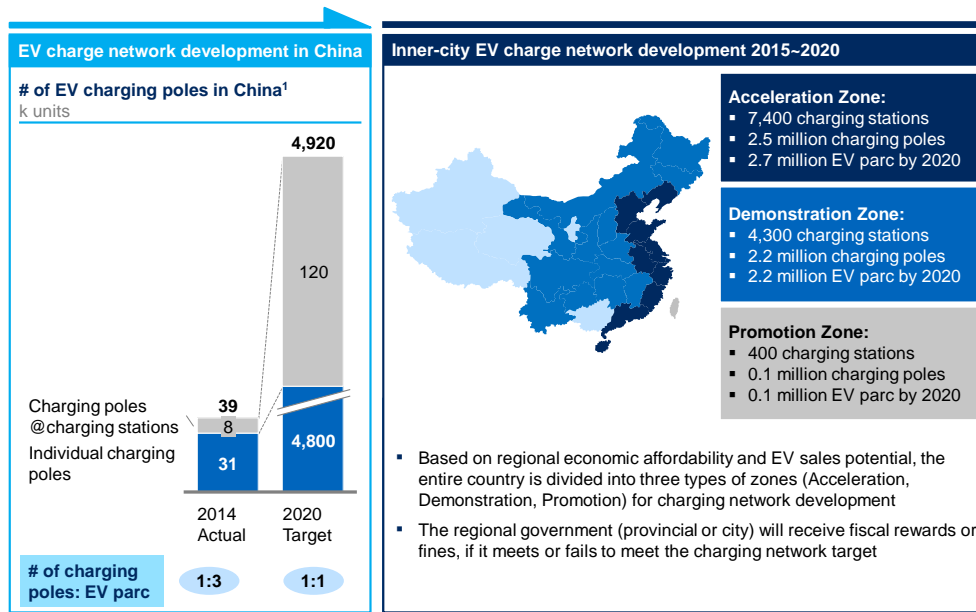 EV charge network development in China
# of EV charging poles in China1
k units
4,920
120
39
8
31
4,800
Charging poles
@charging stations
Individual charging
poles
2014
Actual
2020
Target
# of charging
poles: EV parc
1:3
1:1
Inner-city EV charge network development 2015~2020
Acceleration Zone:
▪ 7,400 charging stations
▪ 2.5 million charging poles
▪ 2.7 million EV parc by 2020
Demonstration Zone:
▪ 4,300 charging stations
▪ 2.2 million charging poles
▪ 2.2 million EV parc by 2020
Promotion Zone:
▪ 400 charging stations
▪ 0.1 million charging poles
▪ 0.1 million EV parc by 2020
▪ Based on regional economic affordability and EV sales potential, the
entire country is divided into three types of zones (Acceleration,
Demonstration, Promotion) for charging network development
▪ The regional government (provincial or city) will receive fiscal rewards or
fines, if it meets or fails to meet the charging network target